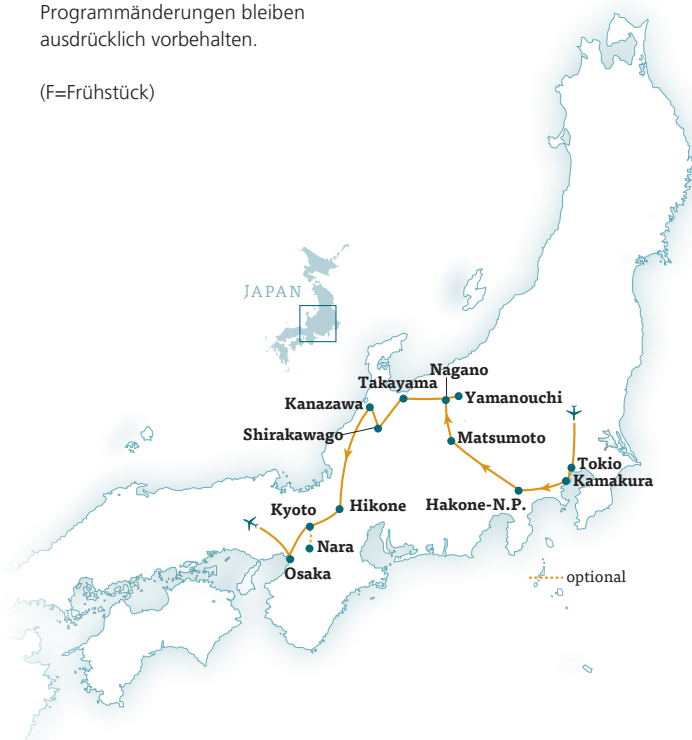 Programmänderungen bleiben
ausdrücklich vorbehalten.
(F=Frühstück)
JAPAN
Nagano
Takayama
Yamanouchi
Kanazawa
Shirakawago
Matsumoto
Tokio
Kamakura
Hakone-N.P.
Kyoto
Hikone
Nara
Osaka
optional